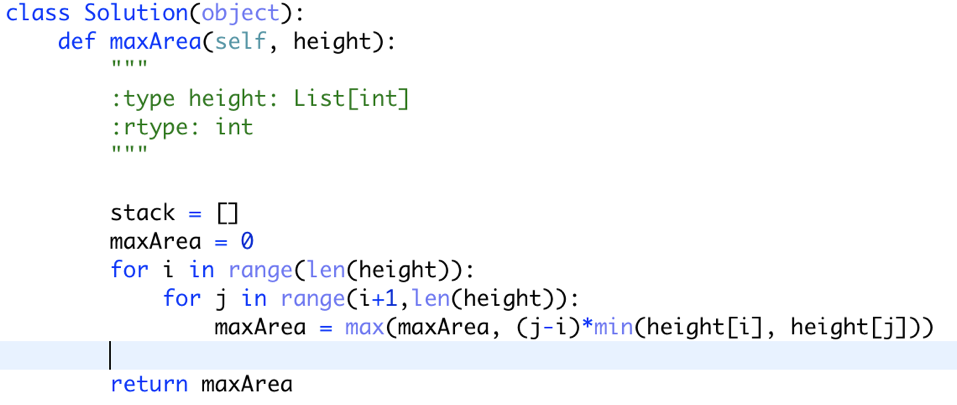 class Solution(object):
    def maxArea(self, height):
        """
        :type height: List[int]
        :rtype: int
        """
        stack = []
        maxArea = 0
        for i in range(len(height)):
            for j in range(i+1,len(height)):
                maxArea = max(maxArea, (j-i)*min(height[i], height[j]))
        return maxArea